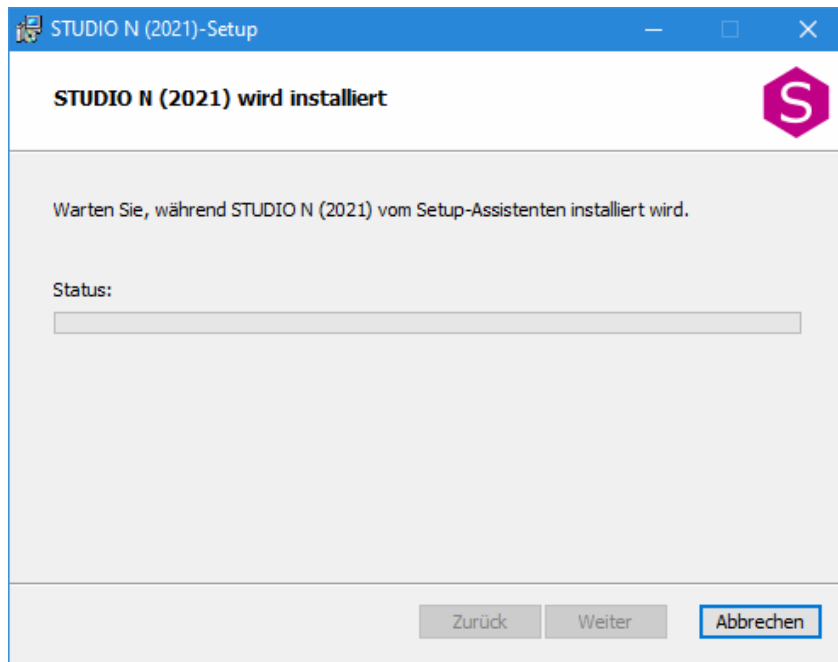 STUDIO N (2021)-Setup
STUDIO N (2021) wird installiert
S
Warten Sie, während STUDIO N (2021) vom Setup-Assistenten installiert wird.
Status:
Zurück Weiter Abbrechen